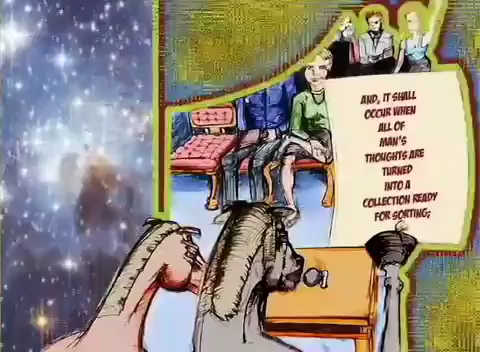 AND, IT SHALL
OCCUR WHEN
ALL OF
MAN'S
THOUGHTS ARE
TURNED
INTO A
COLLECTION READY
FOR SORTING;